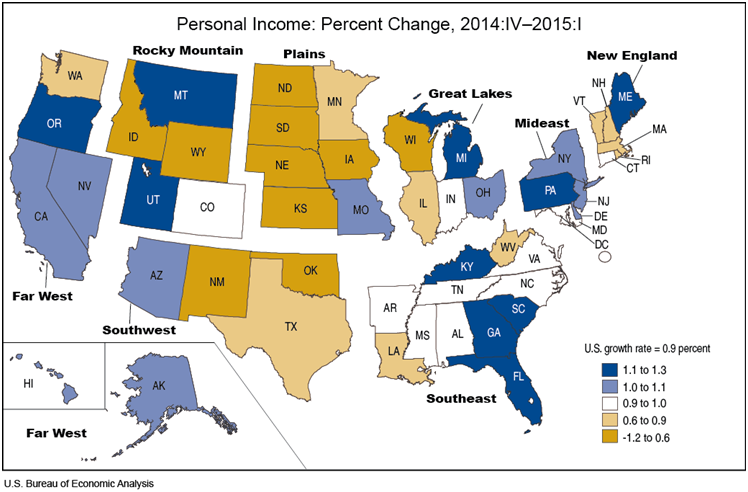 Personal Income: Percent Change, 2014:IV–2015:I
Rocky Mountain
Plains
New England
Great Lakes
Mideast
WA
MT
ND
MN
OR
ID
SD
WI
WY
NE
IA
MI
NV
UT
CO
KS
MO
IL
IN
OH
CA
PA
NY
VT
NH
ME
MA
RI
CT
NJ
DE
MD
DC
WV
VA
KY
NC
TN
AZ
NM
OK
AR
SC
TX
LA
MS
AL
GA
FL
Far West
Southwest
Southeast
HI
AK
Far West
U.S. growth rate = 0.9 percent
1.1 to 1.3
1.0 to 1.1
0.9 to 1.0
0.6 to 0.9
-1.2 to 0.6
U.S. Bureau of Economic Analysis